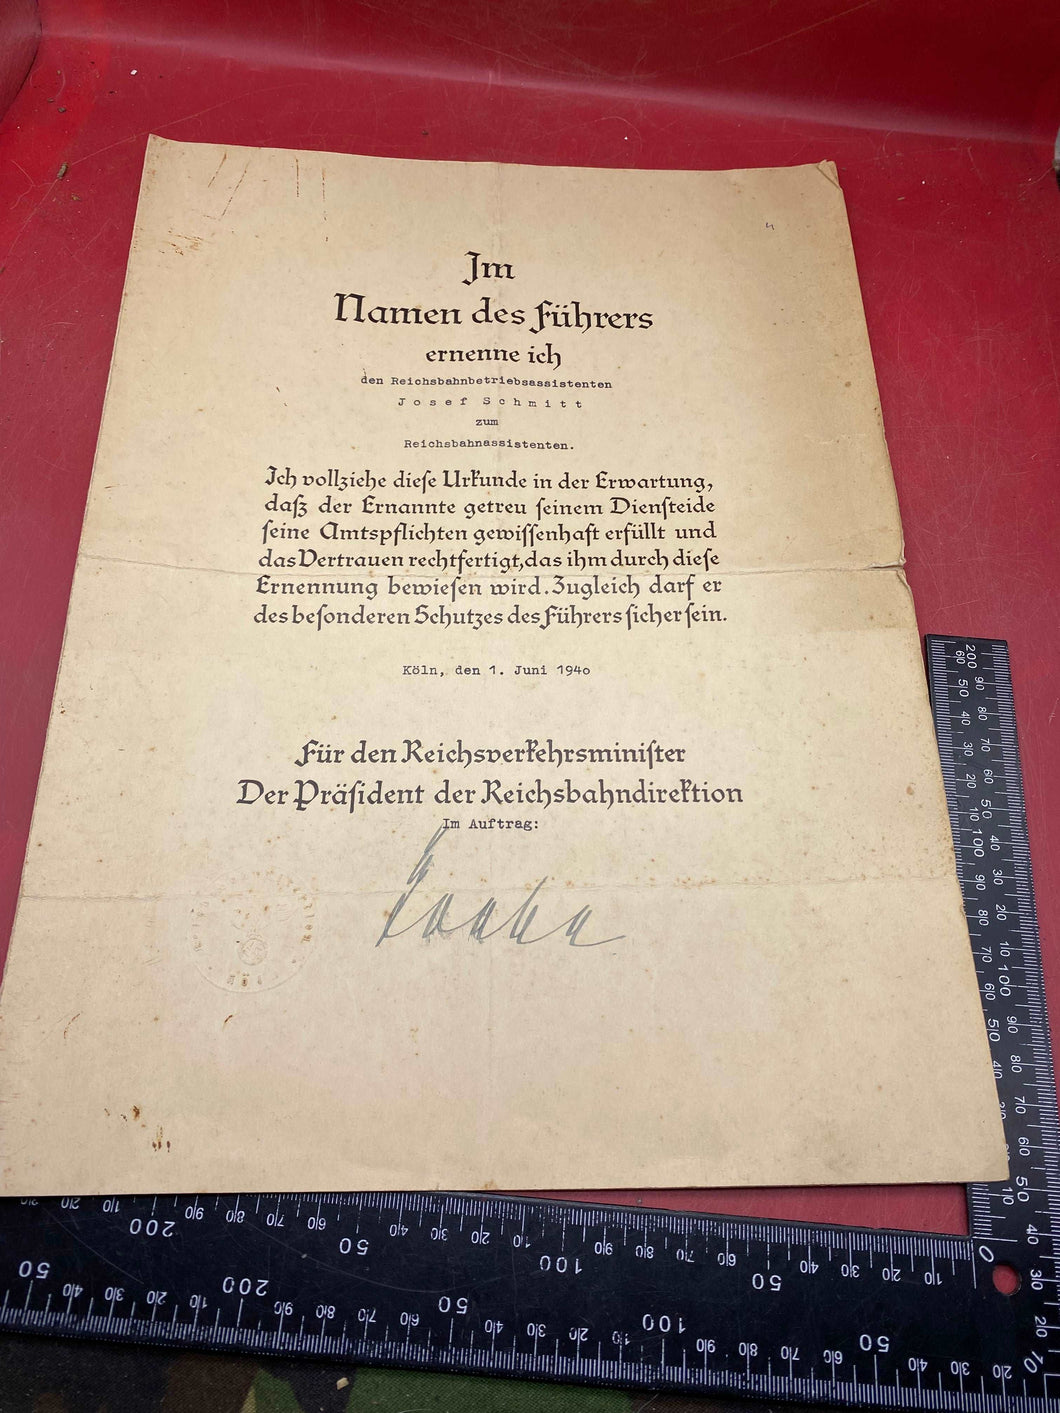 Im
Namen des Führers
ernenne ich
den Reichsbahnbetriebsassistenten
Josef Schmitt
zum
Reichsbahnassistenten.
Ich vollziehe dieſe Urkunde in der Erwartung,
daß der Ernannte getreu ſeinem Dienſteide
ſeine Amtspflichten gewiſſenhaft erfüllt und
das Vertrauen rechtfertigt, das ihm durch dieſe
Ernennung bewieſen wird. Zugleich darf er
des beſonderen Schutzes des Führers ſicher ſein.
Köln, den 1. Juni 1940
Für den Reichsverkehrsminiſter
Der Präſident der Reichsbahndirektion
Im Auftrag: